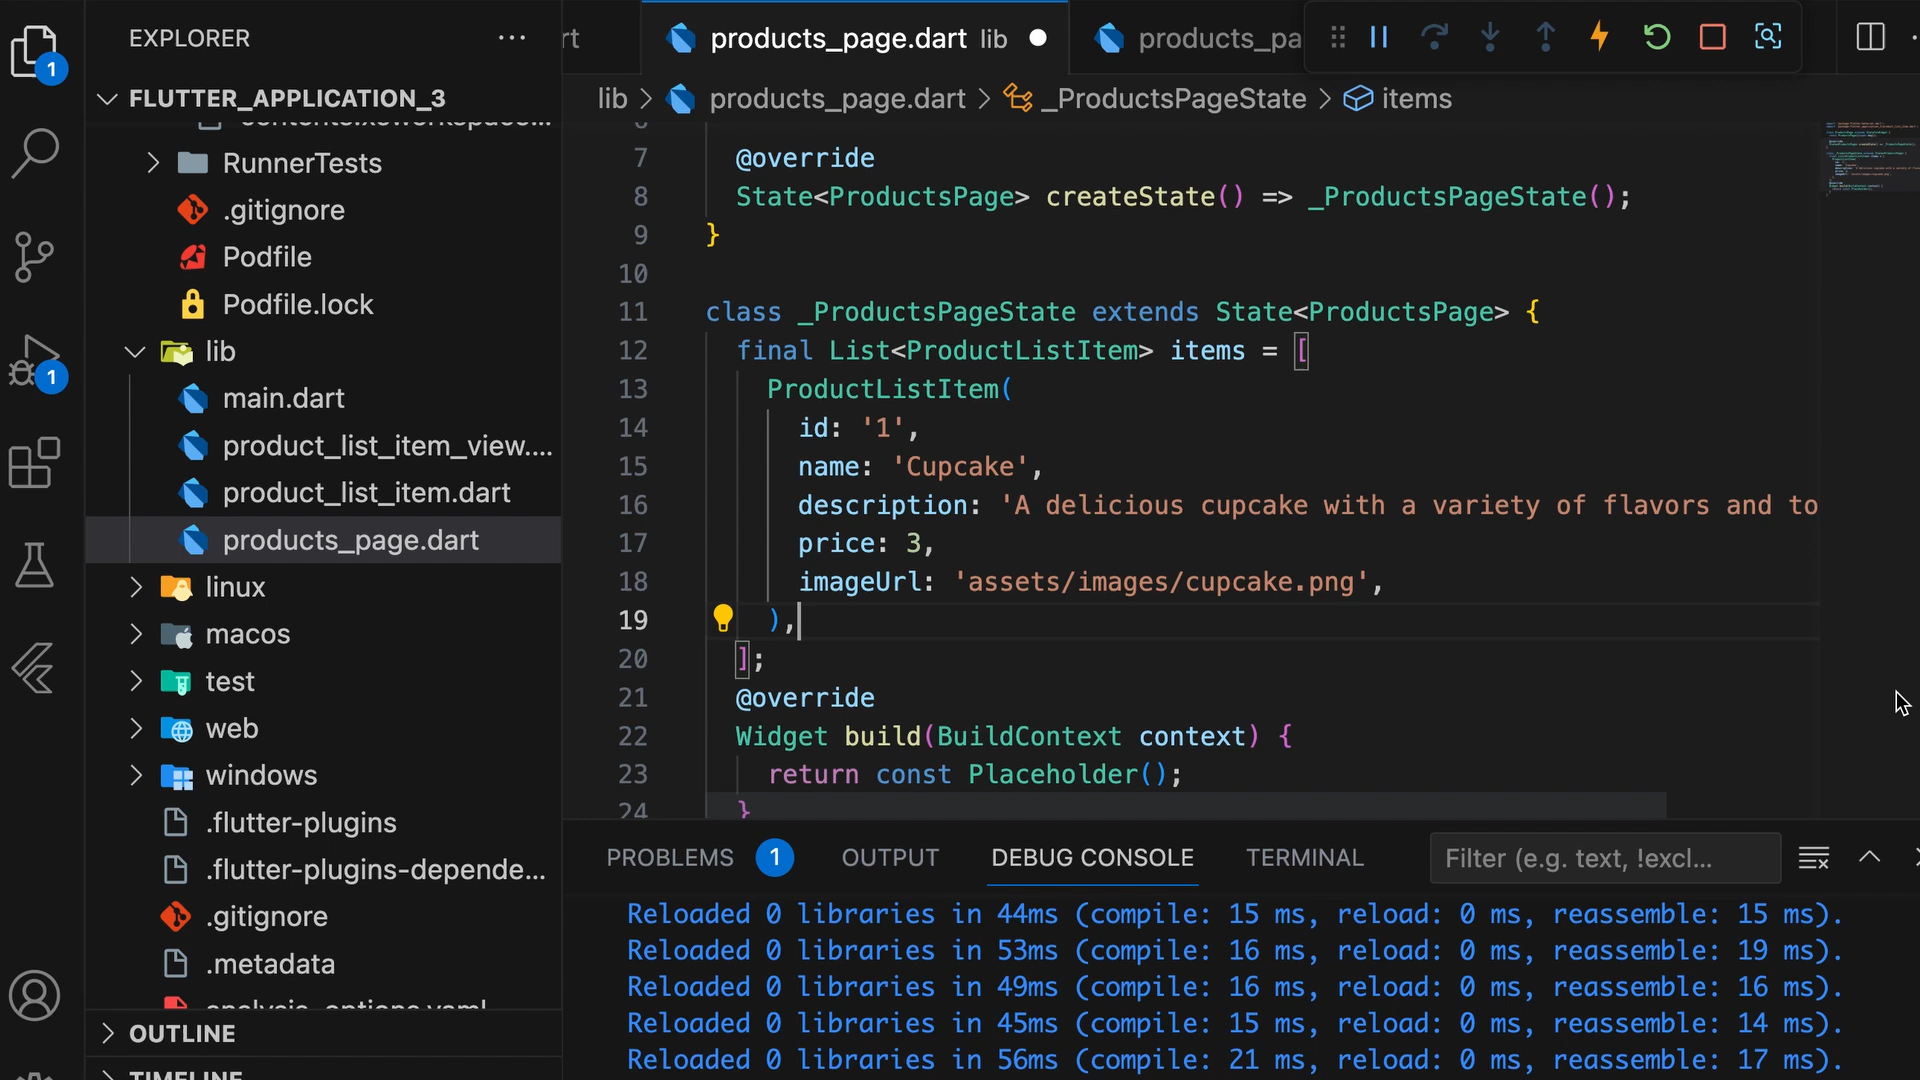 EXPLORER
FLUTTER_APPLICATION_3
RunnerTests
.gitignore
Podfile
Podfile.lock
lib
main.dart
product_list_item_view....
product_list_item.dart
products_page.dart
linux
macos
test
web
windows
.flutter-plugins
.flutter-plugins-depende...
.gitignore
.metadata
OUTLINE
TIMELINE
1
1
rt
products_page.dart lib
products_pa
lib > products_page.dart > _ProductsPageState > items
7 @override
8 State<ProductsPage> createState() => _ProductsPageState();
9 }
10
11 class _ProductsPageState extends State<ProductsPage> {
12 final List<ProductListItem> items = [
13 ProductListItem(
14 id: '1',
15 name: 'Cupcake',
16 description: 'A delicious cupcake with a variety of flavors and to
17 price: 3,
18 imageUrl: 'assets/images/cupcake.png',
19 ),
20 ];
21 @override
22 Widget build(BuildContext context) {
23 return const Placeholder();
24 }
PROBLEMS 1 OUTPUT DEBUG CONSOLE TERMINAL Filter (e.g. text, !excl...
Reloaded 0 libraries in 44ms (compile: 15 ms, reload: 0 ms, reassemble: 15 ms).
Reloaded 0 libraries in 53ms (compile: 16 ms, reload: 0 ms, reassemble: 19 ms).
Reloaded 0 libraries in 49ms (compile: 16 ms, reload: 0 ms, reassemble: 16 ms).
Reloaded 0 libraries in 45ms (compile: 15 ms, reload: 0 ms, reassemble: 14 ms).
Reloaded 0 libraries in 56ms (compile: 21 ms, reload: 0 ms, reassemble: 17 ms).